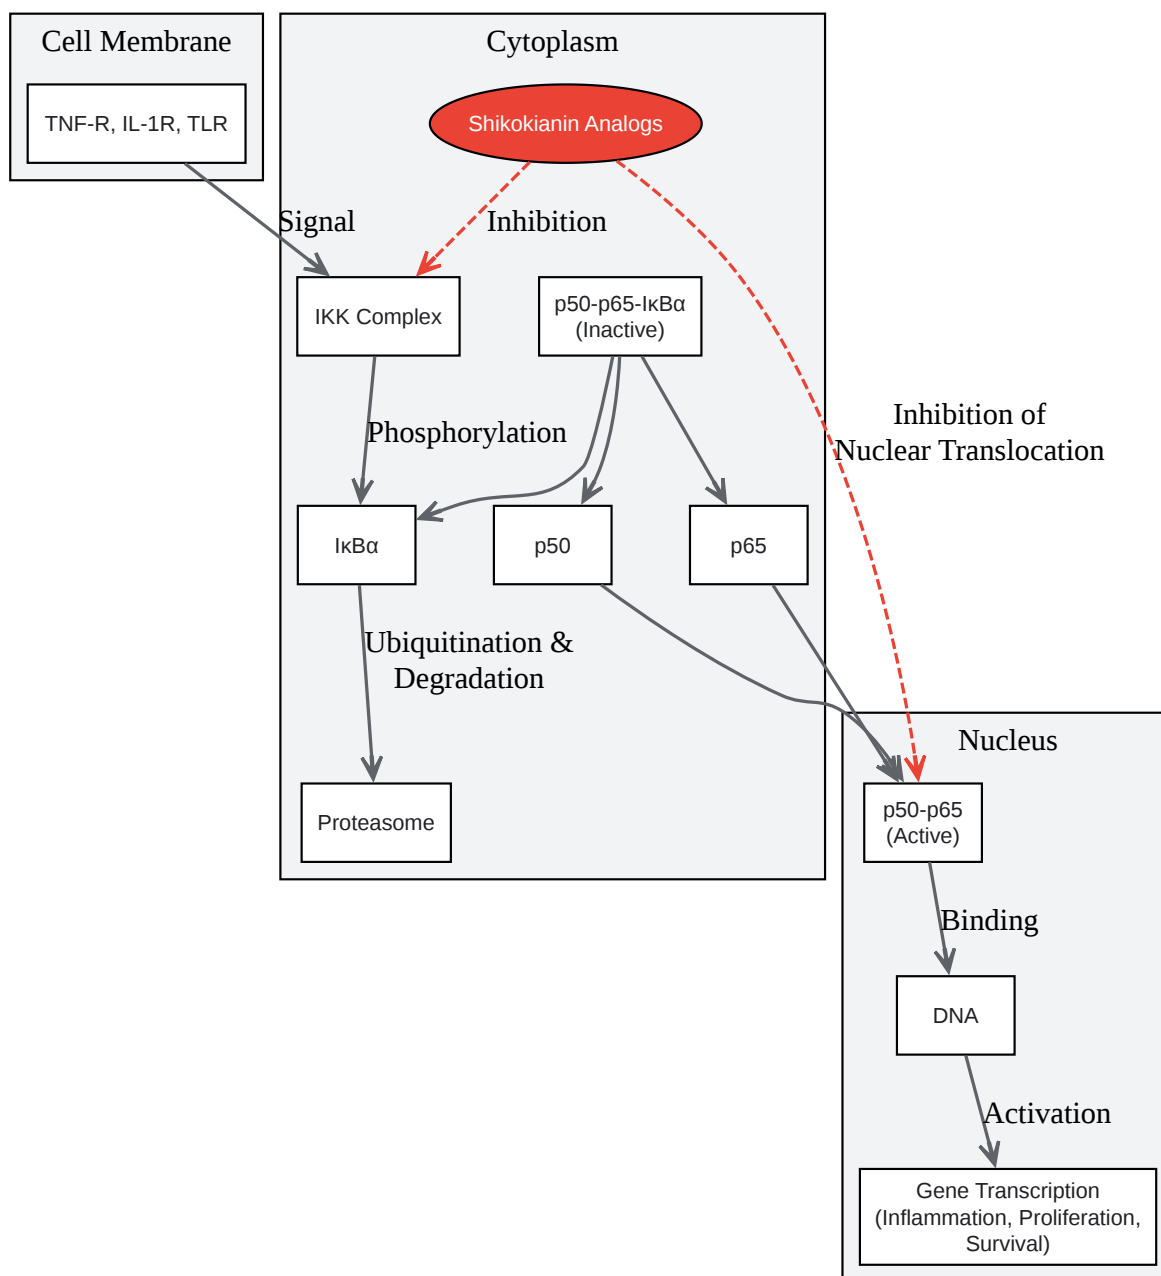 Cell Membrane
TNF-R, IL-1R, TLR
Cytoplasm
Shikokianin Analogs
Signal
Inhibition
IKK Complex
p50-p65-IκBα
(Inactive)
Inhibition of
Nuclear Translocation
Phosphorylation
IκBα
p50
p65
Ubiquitination &
Degradation
Proteasome
Nucleus
p50-p65
(Active)
Binding
DNA
Activation
Gene Transcription
(Inflammation, Proliferation,
Survival)